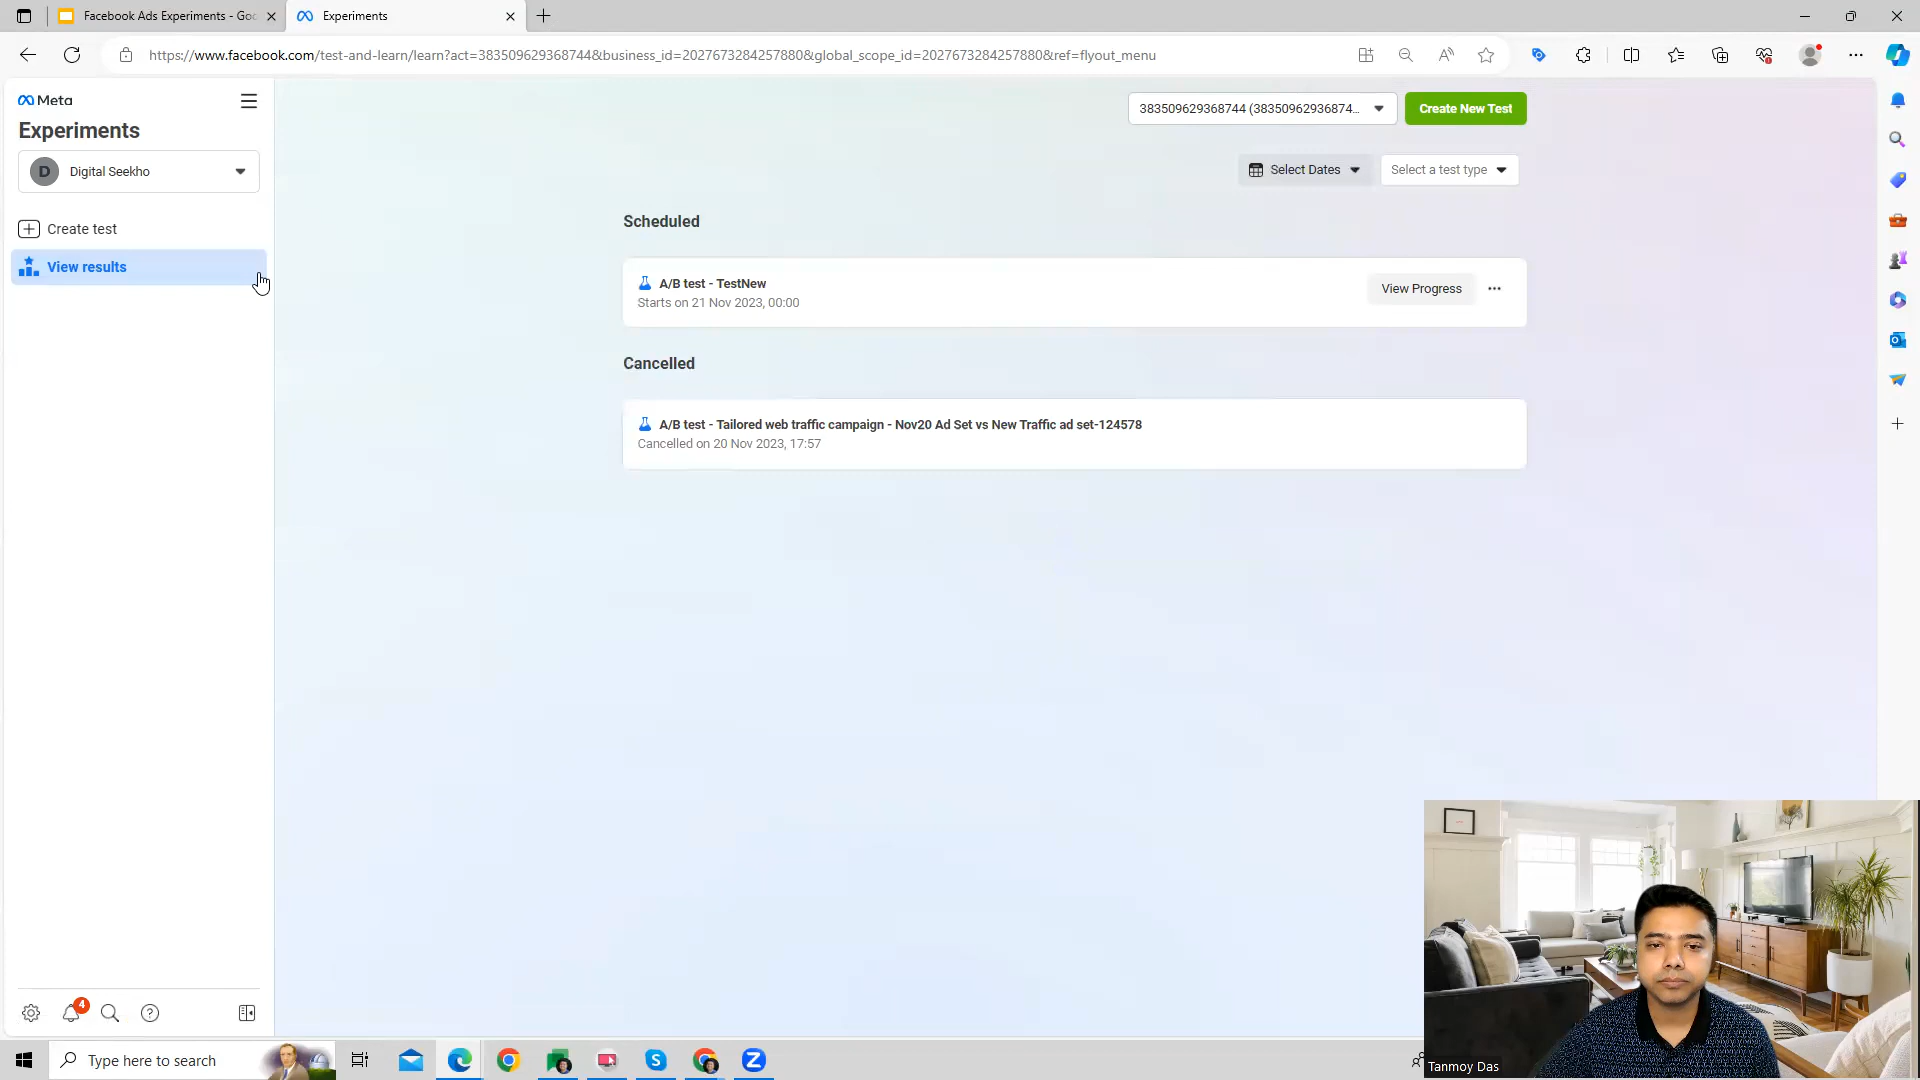 Facebook Ads Experiments - Goo
Experiments
https://www.facebook.com/test-and-learn/learn?act=383509629368744&business_id=2027673284257880&global_scope_id=2027673284257880&ref=flyout_menu
Meta
Experiments
D Digital Seekho
Create test
View results
383509629368744 (38350962936874...
Create New Test
Select Dates
Select a test type
Scheduled
A/B test - TestNew
Starts on 21 Nov 2023, 00:00
View Progress
Cancelled
A/B test - Tailored web traffic campaign - Nov20 Ad Set vs New Traffic ad set-124578
Cancelled on 20 Nov 2023, 17:57
4
Type here to search
Tanmoy Das